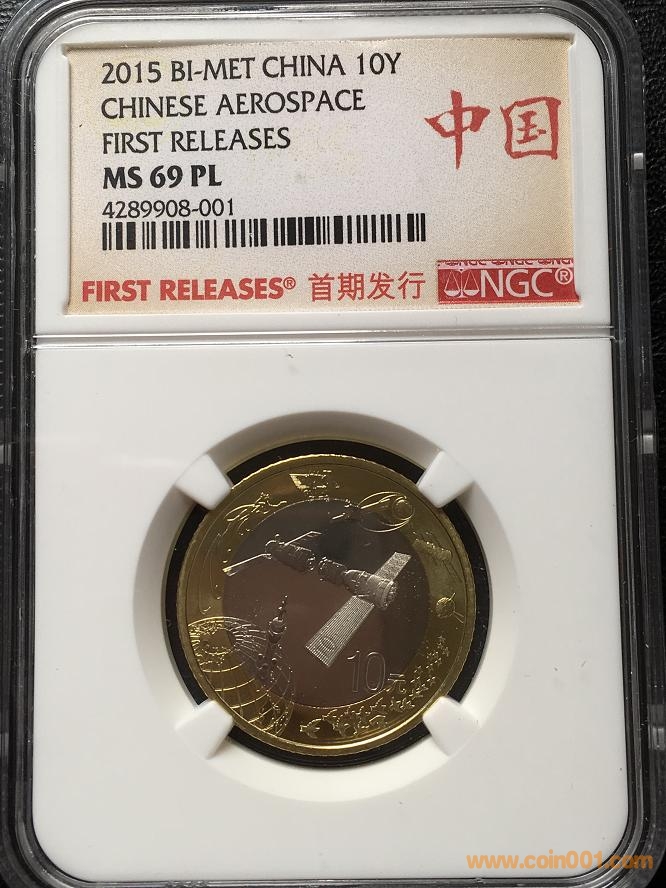 2015 BI-MET CHINA 10Y
CHINESE AEROSPACE
FIRST RELEASES
MS 69 PL
4289908-001
中国
FIRST RELEASES® 首期发行
NGC®
10元
www.coin001.com